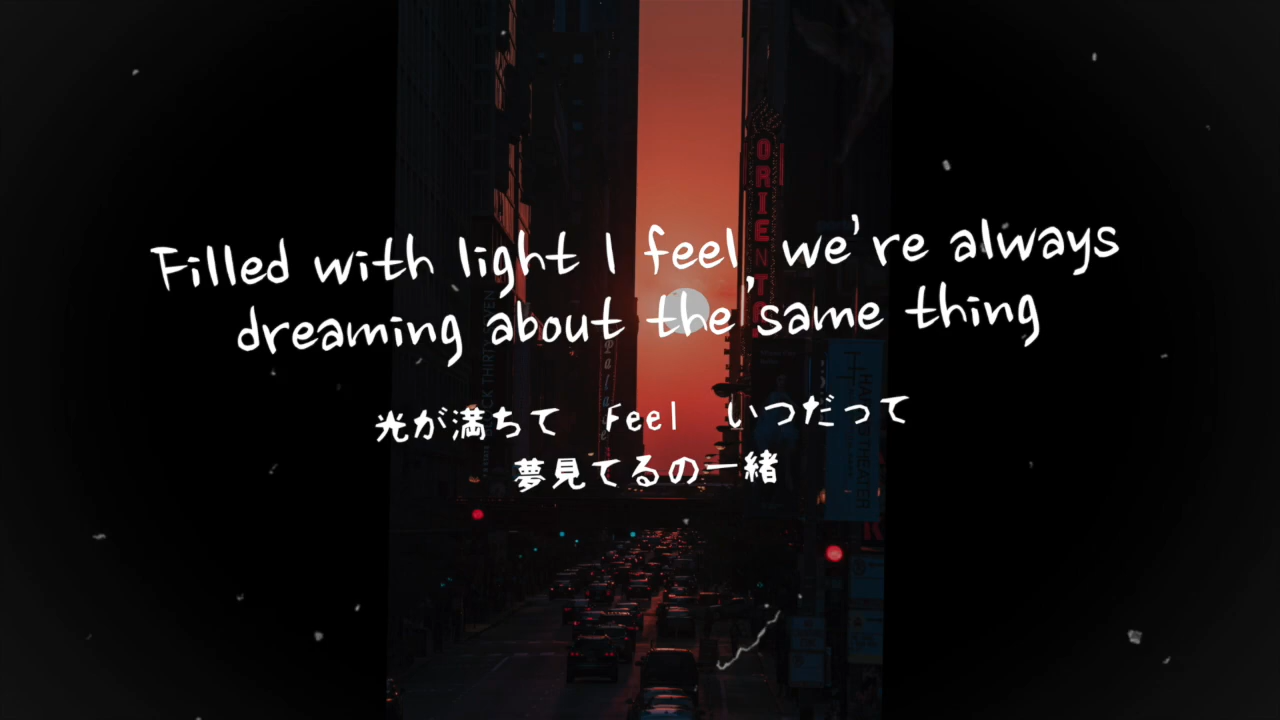 Filled with light I feel, we're always
dreaming about the 'same thing
光が満ちて　Feel　いつだって
夢見てるの一緒
ORIENTA